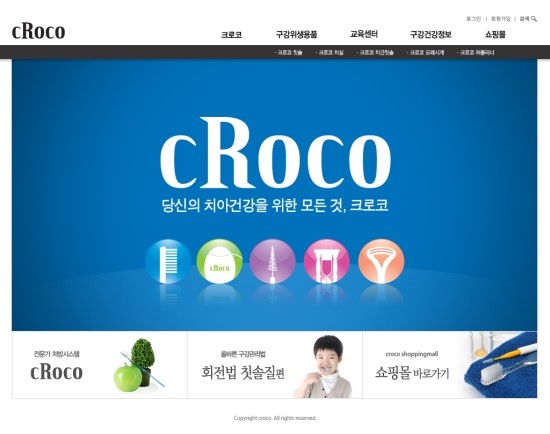 로그인 | 회원가입 | 검색
cRoco
크로코 구강위생용품 교육센터 구강건강정보 쇼핑몰
· 크로코 칫솔 · 크로코 치실 · 크로코 치간칫솔 · 크로코 모래시계 · 크로코 혀클리너
cRoco
당신의 치아건강을 위한 모든 것, 크로코
cRoco
전문가 처방시스템
cRoco
올바른 구강관리법
회전법 칫솔질편
croco shoppingmall
쇼핑몰 바로가기
Copyright croco. All rights reserved.